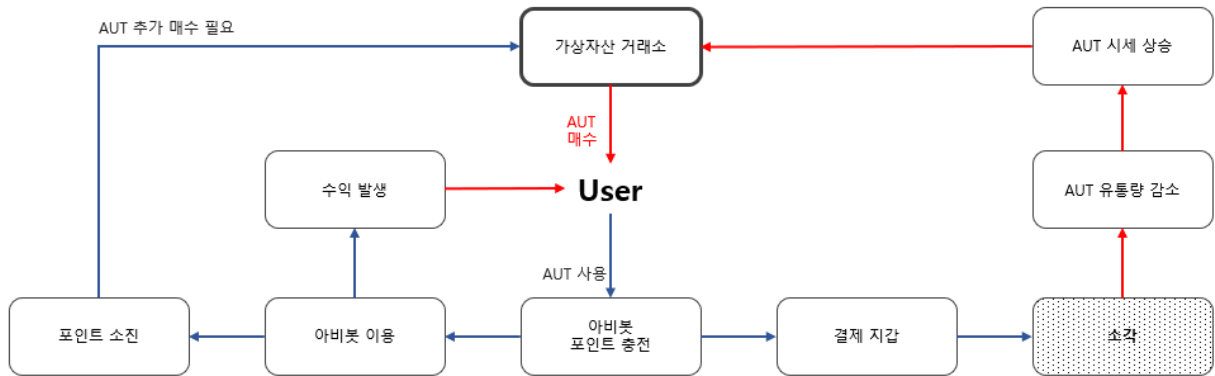 AUT 추가 매수 필요
가상자산 거래소
AUT 시세 상승
AUT
매수
수익 발생
User
AUT 유통량 감소
AUT 사용
포인트 소진
아비봇 이용
아비봇
포인트 충전
결제 지갑
소각